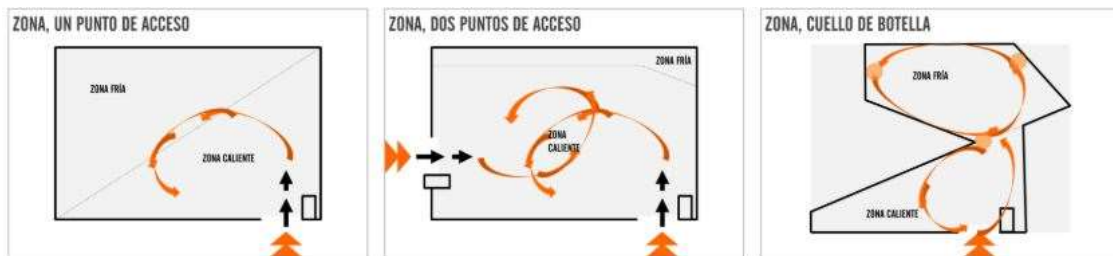 ZONA, UN PUNTO DE ACCESO
ZONA FRÍA
ZONA CALIENTE
ZONA, DOS PUNTOS DE ACCESO
ZONA FRÍA
ZONA
CALIENTE
ZONA, CUELLO DE BOTELLA
ZONA FRÍA
ZONA CALIENTE